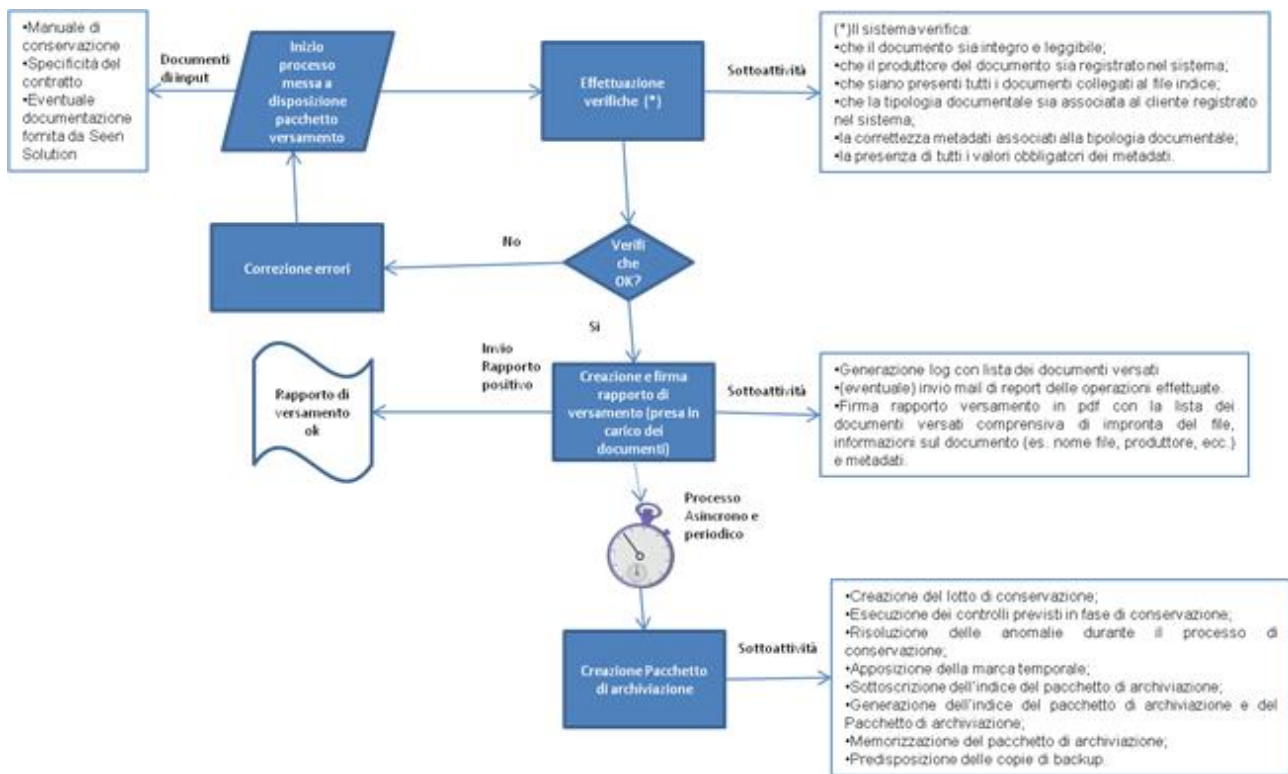 •Manuale di
conservazione
•Specificità del
contratto
•Eventuale
documentazione
fornita da Seen
Solution
Documenti
di input
Inizio
processo
messa a
disposizione
pacchetto
versamento
Effettuazione
verifiche (*)
Sottoattività
(*)Il sistema verifica:
•che il documento sia integro e leggibile;
•che il produttore del documento sia registrato nel sistema;
•che siano presenti tutti i documenti collegati al file indice;
•che la tipologia documentale sia associata al cliente registrato
nel sistema;
•la correttezza metadati associati alla tipologia documentale;
•la presenza di tutti i valori obbligatori dei metadati.
Correzione errori
No
Verifi
che
OK?
Si
Rapporto di
versamento
ok
Invio
Rapporto
positivo
Creazione e firma
rapporto di
versamento (presa in
carico dei
documenti)
Sottoattività
•Generazione log con lista dei documenti versati
•(eventuale) invio mail di report delle operazioni effettuate.
•Firma rapporto versamento in pdf con la lista dei
documenti versati comprensiva di impronta del file,
informazioni sul documento (es. nome file, produttore, ecc.)
e metadati.
Processo
Asincrono e
periodico
Creazione Pacchetto
di archiviazione
Sottoattività
•Creazione del lotto di conservazione;
•Esecuzione dei controlli previsti in fase di conservazione;
•Risoluzione delle anomalie durante il processo di
conservazione;
•Apposizione della marca temporale;
•Sottoscrizione dell'indice del pacchetto di archiviazione;
•Generazione dell'indice del pacchetto di archiviazione e del
Pacchetto di archiviazione;
•Memorizzazione del pacchetto di archiviazione;
•Predisposizione delle copie di backup.